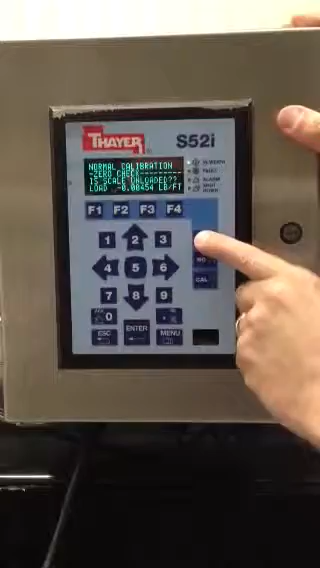 THAYER
S52i
NORMAL CALIBRATION
-ZERO CHECK-----------
IS SCALE UNLOADED??
LOAD -0.00454 LB/FT
F1 F2 F3 F4
1 2 3
4 5 6
7 8 9
0
NO
CAL
ESC ENTER MENU